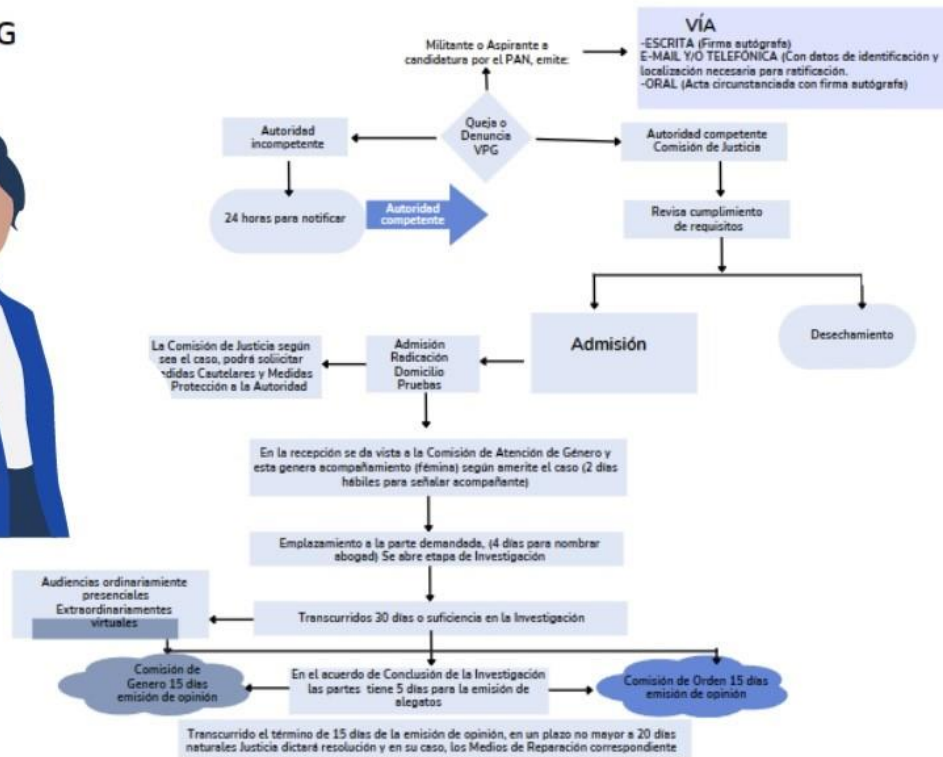 G
Militante o Aspirante a
candidatura por el PAN, emite:
VÍA
-ESCRITA (Firma autógrafa)
E-MAIL Y/O TELEFÓNICA (Con datos de identificación y
localización necesaria para ratificación.
-ORAL (Acta circunstanciada con firma autógrafa)
Queja o
Denuncia
VPG
Autoridad
incompetente
Autoridad competente
Comisión de Justicia
24 horas para notificar
Autoridad
competente
Revisa cumplimiento
de requisitos
Admisión
Desechamiento
Admisión
Radicación
Domicilio
Pruebas
La Comisión de Justicia según
sea el caso, podrá soliicitar
edidas Cautelares y Medidas
Protección a la Autoridad
En la recepción se da vista a la Comisión de Atención de Género y
esta genera acompañamiento (fémina) según amerite el caso (2 días
hábiles para señalar acompañante)
Emplazamiento a la parte demandada, (4 días para nombrar
abogad) Se abre etapa de Investigación
Audiencias ordinariamente
presenciales
Extraordinariamentes
virtuales
Transcurridos 30 días o suficiencia en la Investigación
Comisión de
Genero 15 días
emisión de opinión
En el acuerdo de Conclusión de la Investigación
las partes tiene 5 días para la emisión de
alegatos
Comisión de Orden 15 días
emisión de opinión
Transcurrido el término de 15 días de la emisión de opinión, en un plazo no mayor a 20 días
naturales Justicia dictará resolución y en su caso, los Medios de Reparación correspondiente